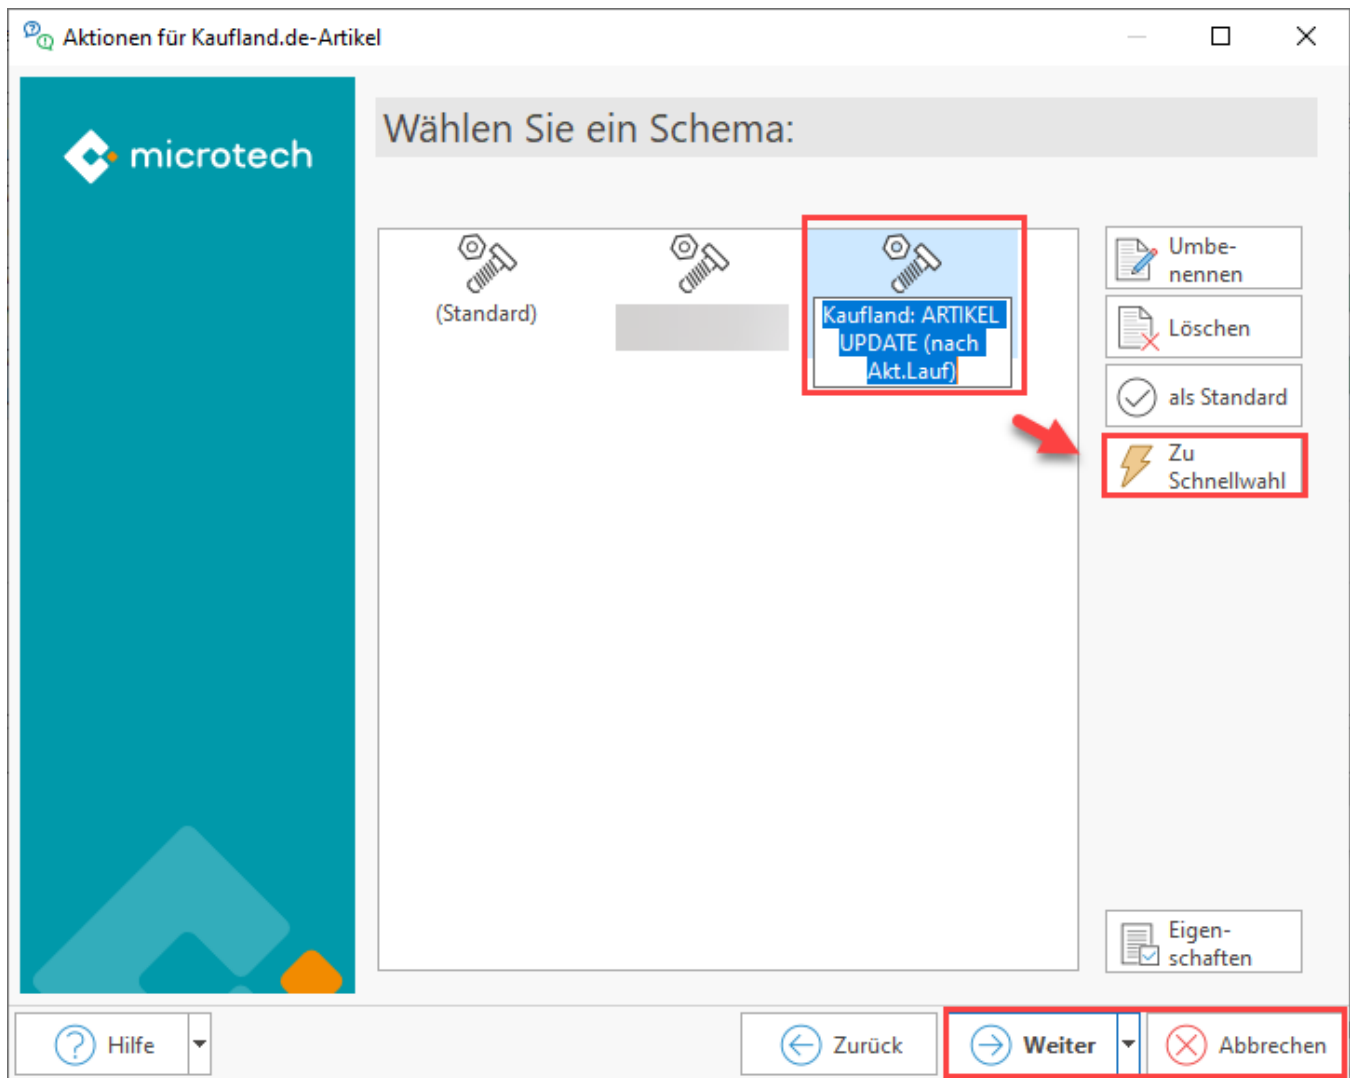 Aktionen für Kaufland.de-Artikel
microtech
Wählen Sie ein Schema:
(Standard)
Kaufland: ARTIKEL
UPDATE (nach
Akt.Lauf)
Umbe-
nennen
Löschen
als Standard
Zu
Schnellwahl
Eigen-
schaften
Hilfe
Zurück
Weiter
Abbrechen